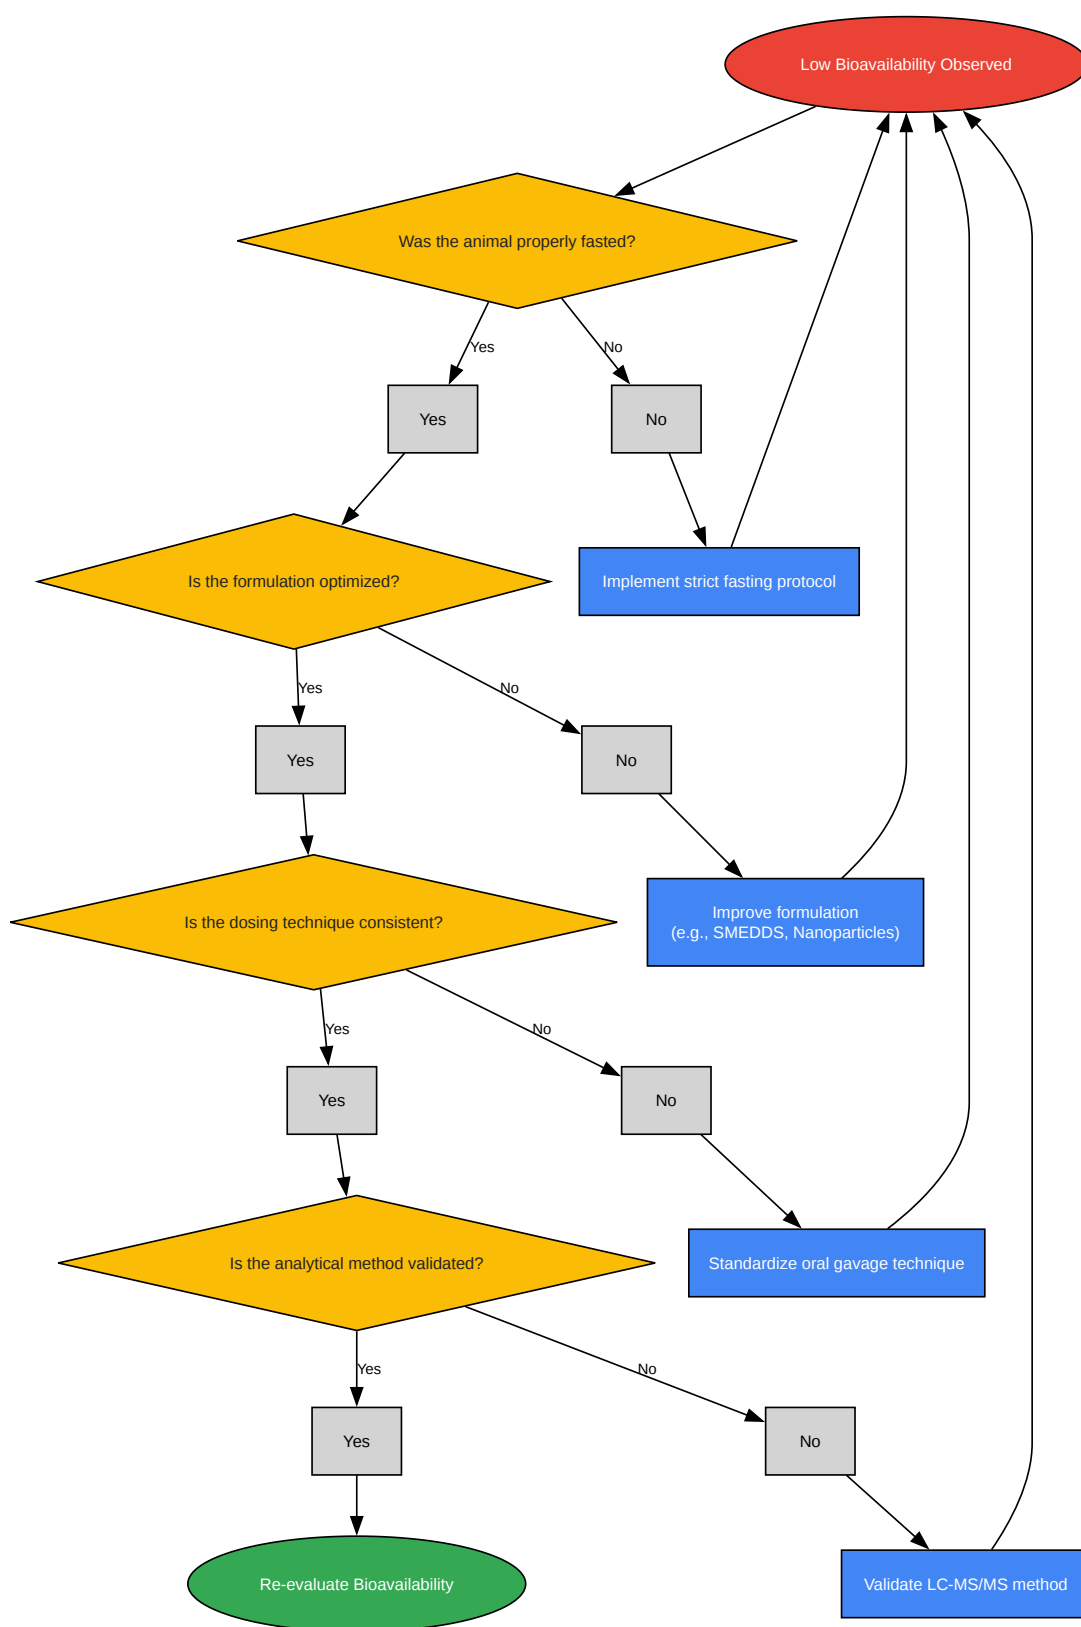 Low Bioavailability Observed
Was the animal properly fasted?
Yes
No
Yes
No
Is the formulation optimized?
Implement strict fasting protocol
Yes
No
Yes
No
Improve formulation
(e.g., SMEDDS, Nanoparticles)
Is the dosing technique consistent?
Yes
No
Yes
No
Is the analytical method validated?
Standardize oral gavage technique
Yes
No
Yes
No
Re-evaluate Bioavailability
Validate LC-MS/MS method